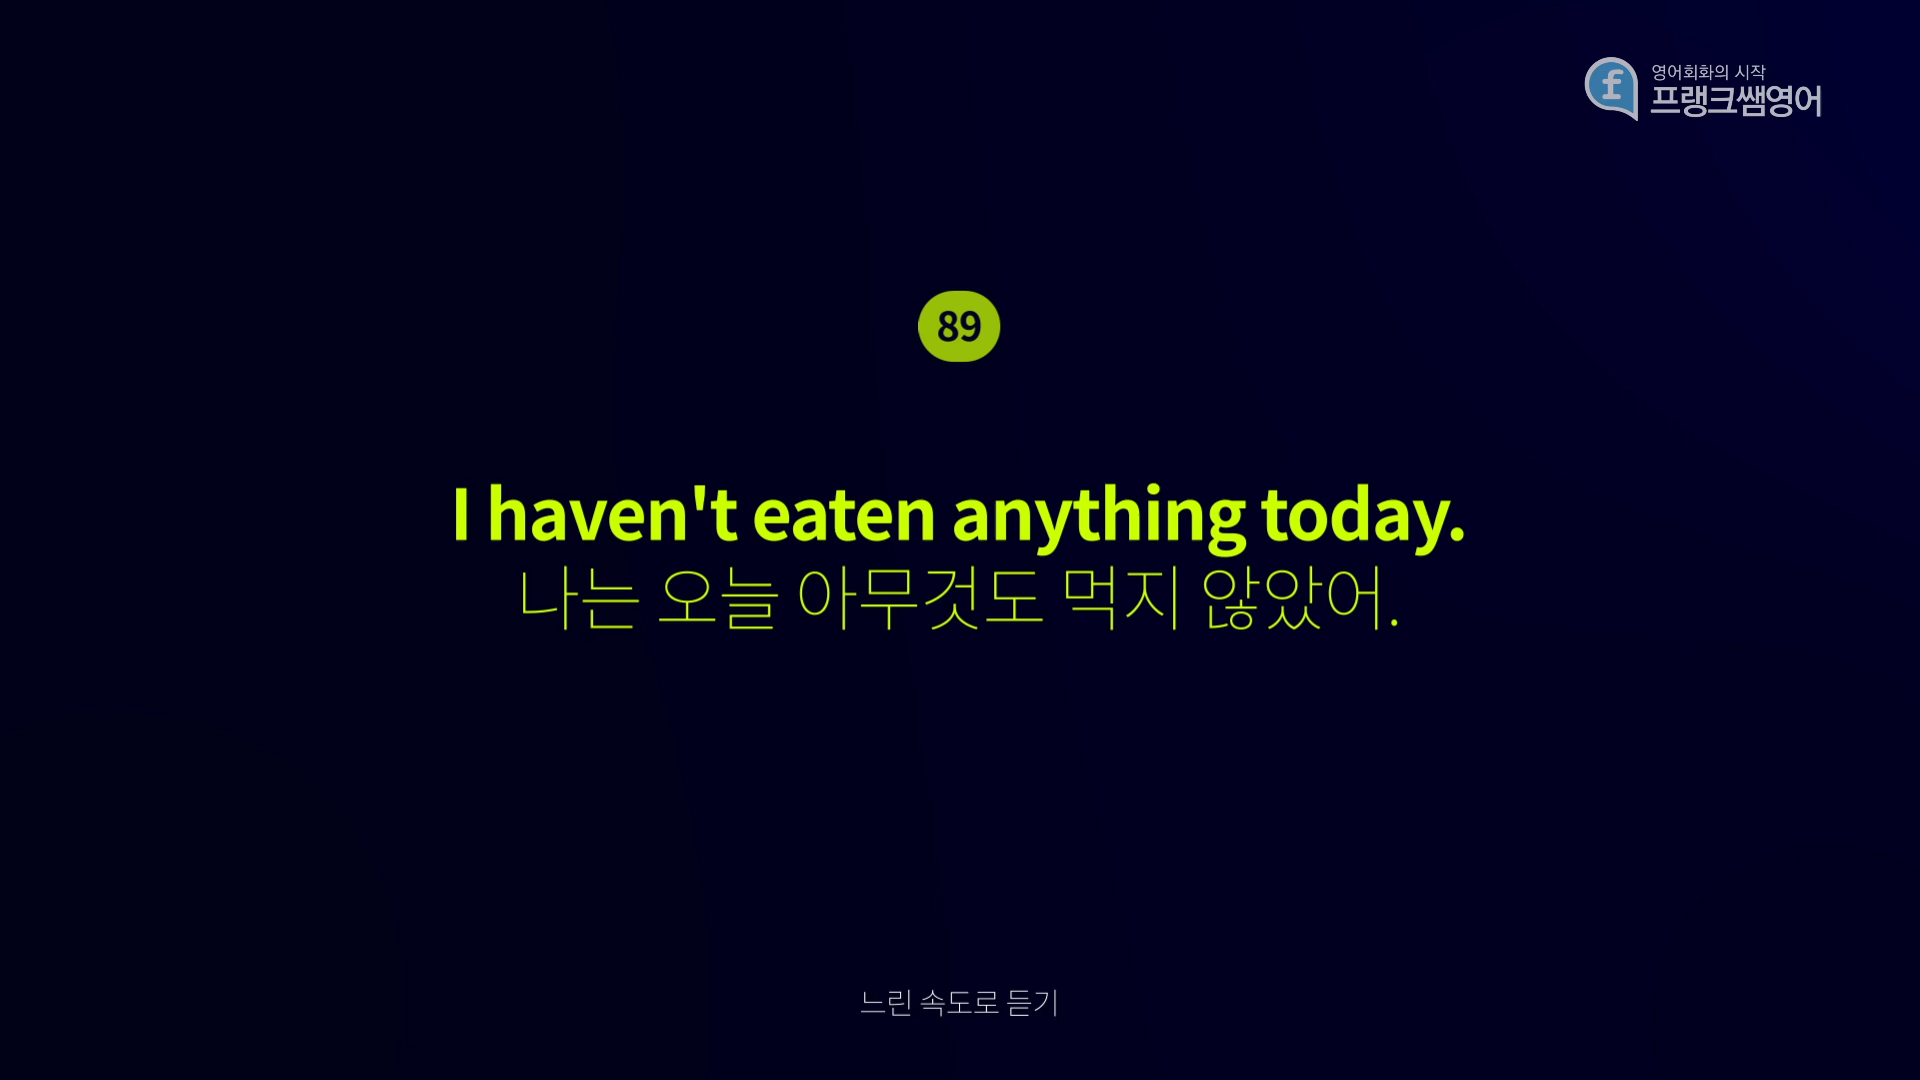 영어회화의 시작
프랭크쌤영어
89
I haven't eaten anything today.
나는 오늘 아무것도 먹지 않았어.
느린 속도로 듣기